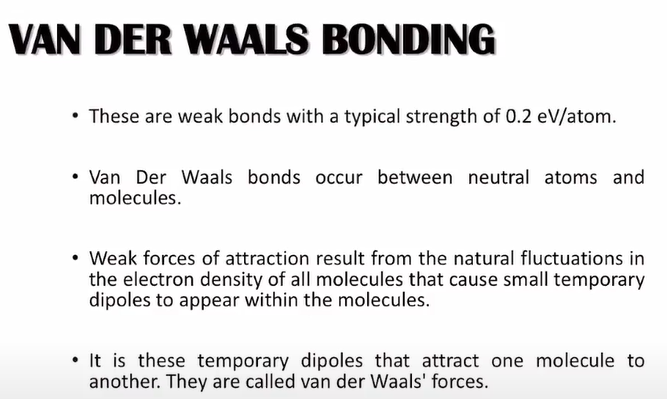 VAN DER WAALS BONDING
• These are weak bonds with a typical strength of 0.2 eV/atom.
• Van Der Waals bonds occur between neutral atoms and
molecules.
• Weak forces of attraction result from the natural fluctuations in
the electron density of all molecules that cause small temporary
dipoles to appear within the molecules.
• It is these temporary dipoles that attract one molecule to
another. They are called van der Waals' forces.